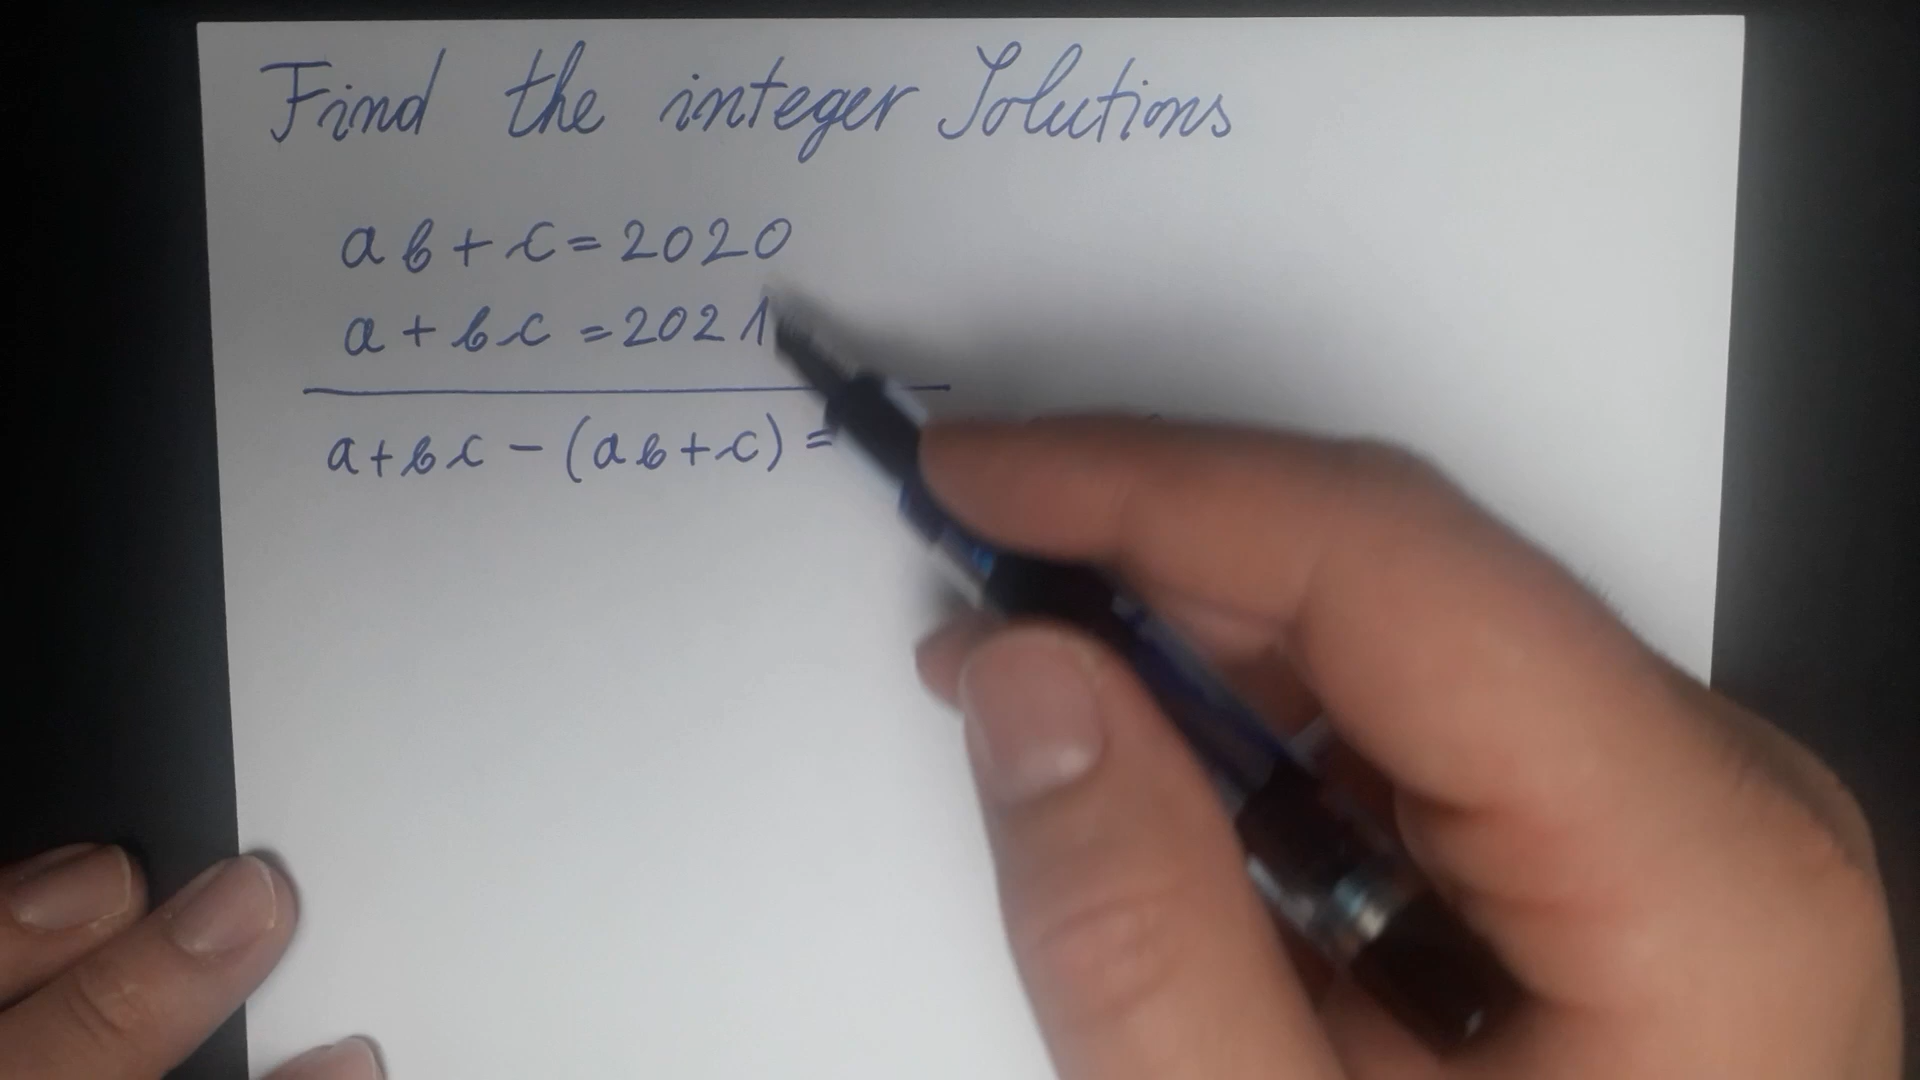 Find the integer Solutions
ab+c=2020
a+bc=2021
a+bc-(ab+c)=